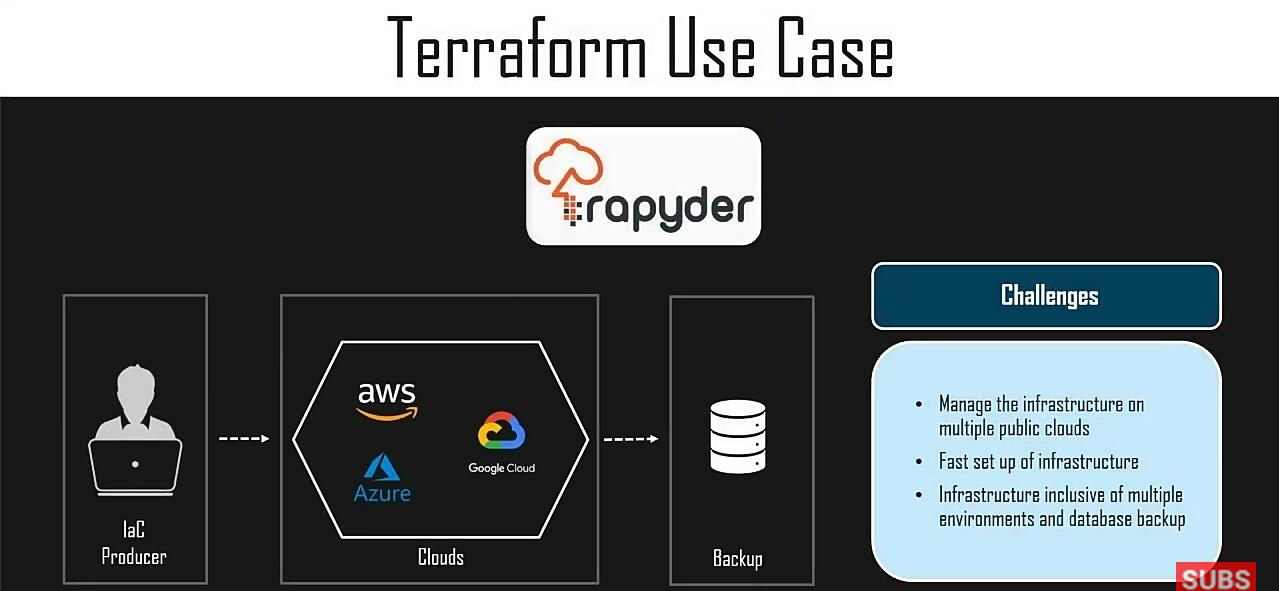 Terraform Use Case
rapyder
IaC
Producer
aws
Azure
Google Cloud
Clouds
Backup
Challenges
• Manage the infrastructure on
multiple public clouds
• Fast set up of infrastructure
• Infrastructure inclusive of multiple
environments and database backup
SUBS